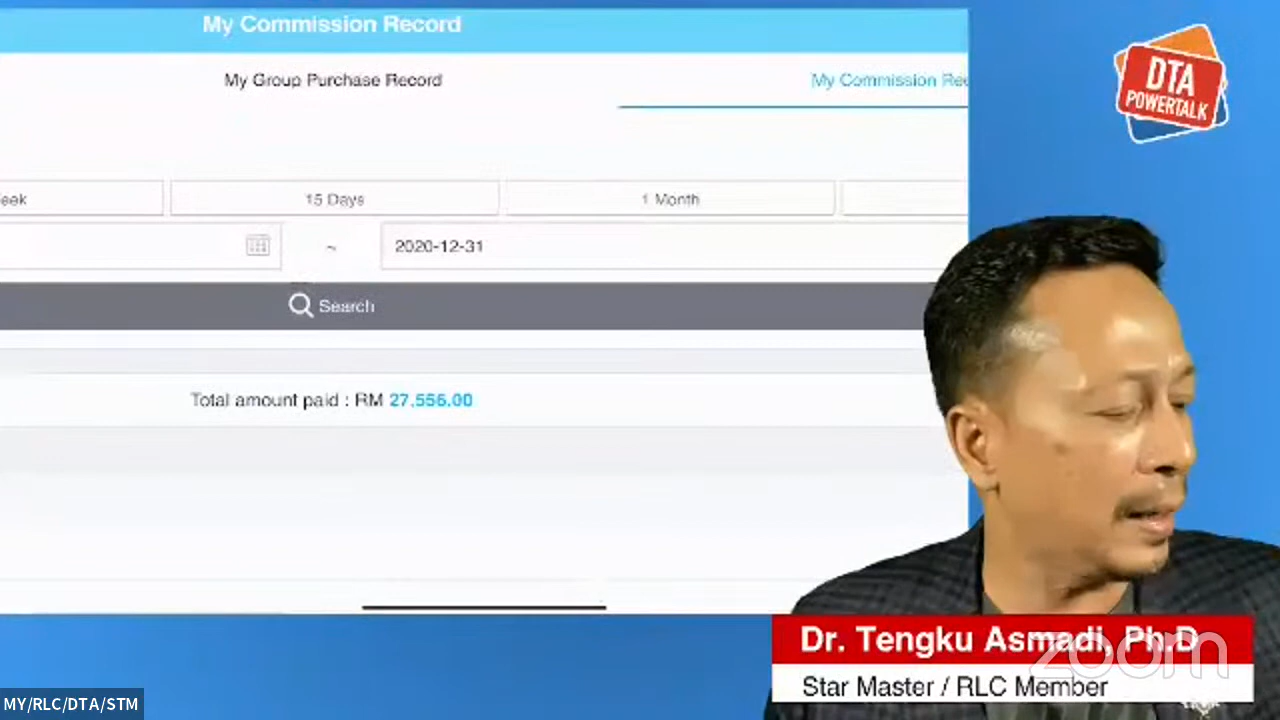 My Commission Record
My Group Purchase Record
My Commission Rec
eek
15 Days
1 Month
~
2020-12-31
Search
Total amount paid : RM 27,556.00
DTA
POWERTALK
Dr. Tengku Asmadi, Ph.D
zoom
Star Master / RLC Member
MY/RLC/DTA/STM